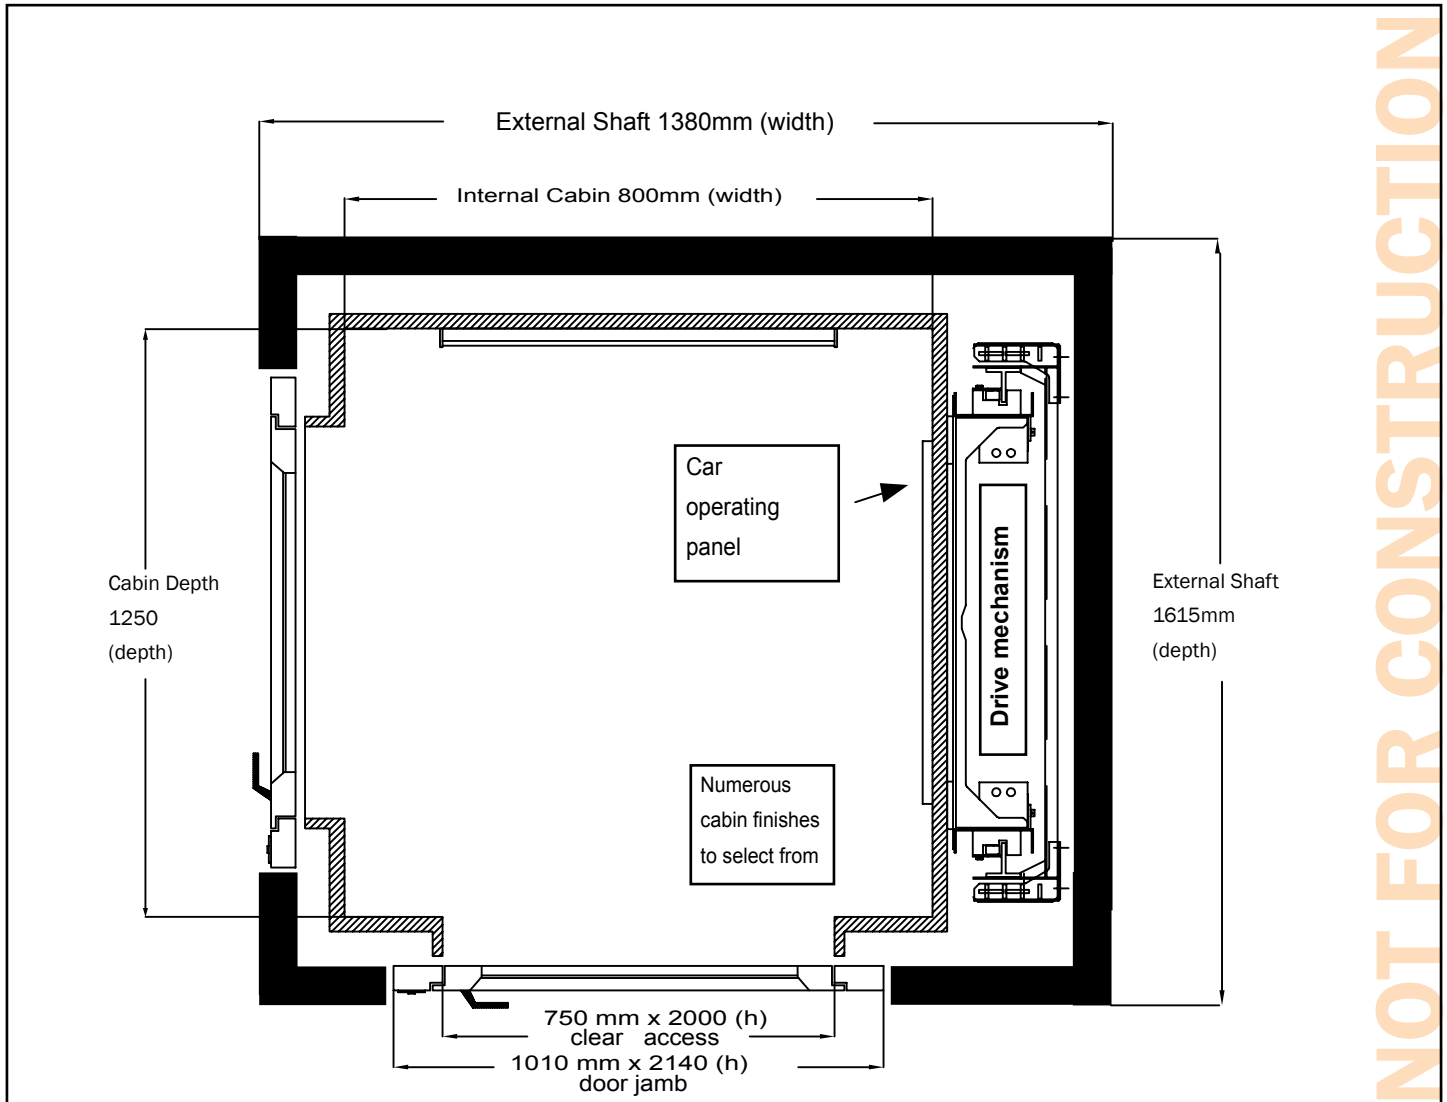 External Shaft 1380mm (width)
Internal Cabin 800mm (width)
Car
operating
panel
Cabin Depth
1250
(depth)
Drive mechanism
External Shaft
1615mm
(depth)
Numerous
cabin finishes
to select from
750 mm x 2000 (h)
clear access
1010 mm x 2140 (h)
door jamb
NOT FOR CONSTRUCTION